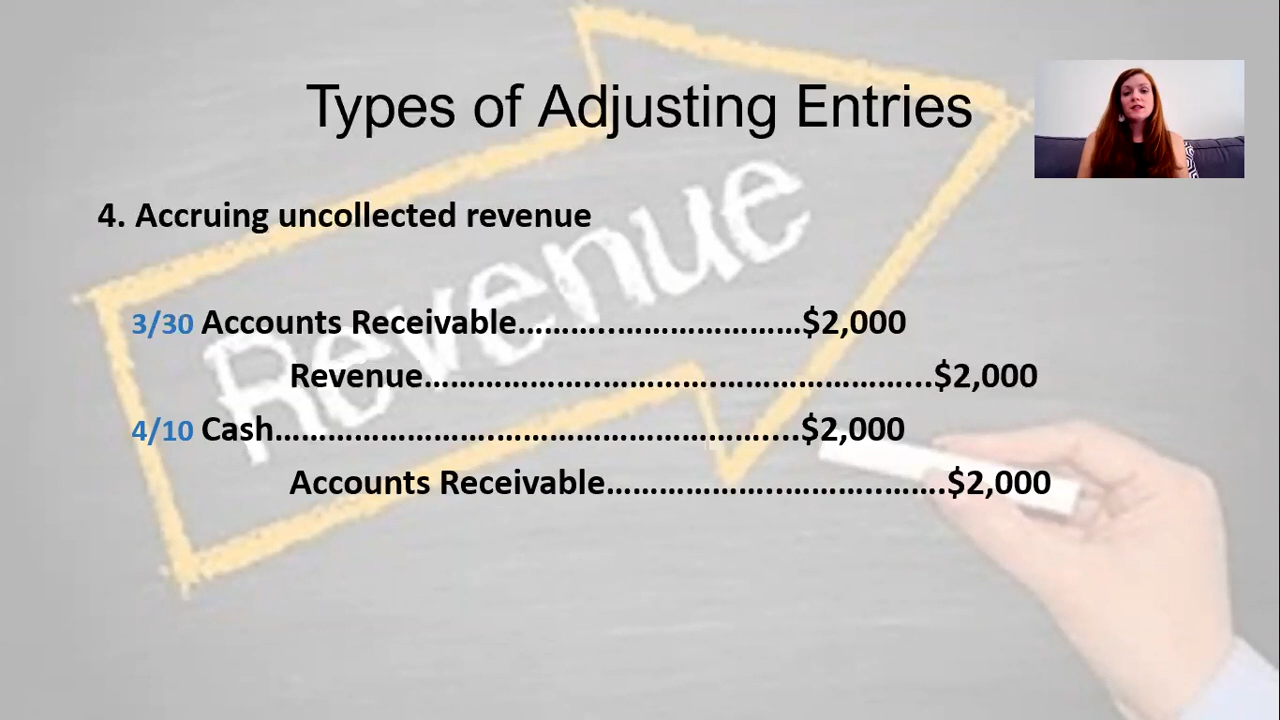 Types of Adjusting Entries
4. Accruing uncollected revenue
3/30 Accounts Receivable……….…………………$2,000
Revenue……………..………….…………………...$2,000
4/10 Cash………………….……………………....$2,000
Accounts Receivable……………..………..…….$2,000
Revenue